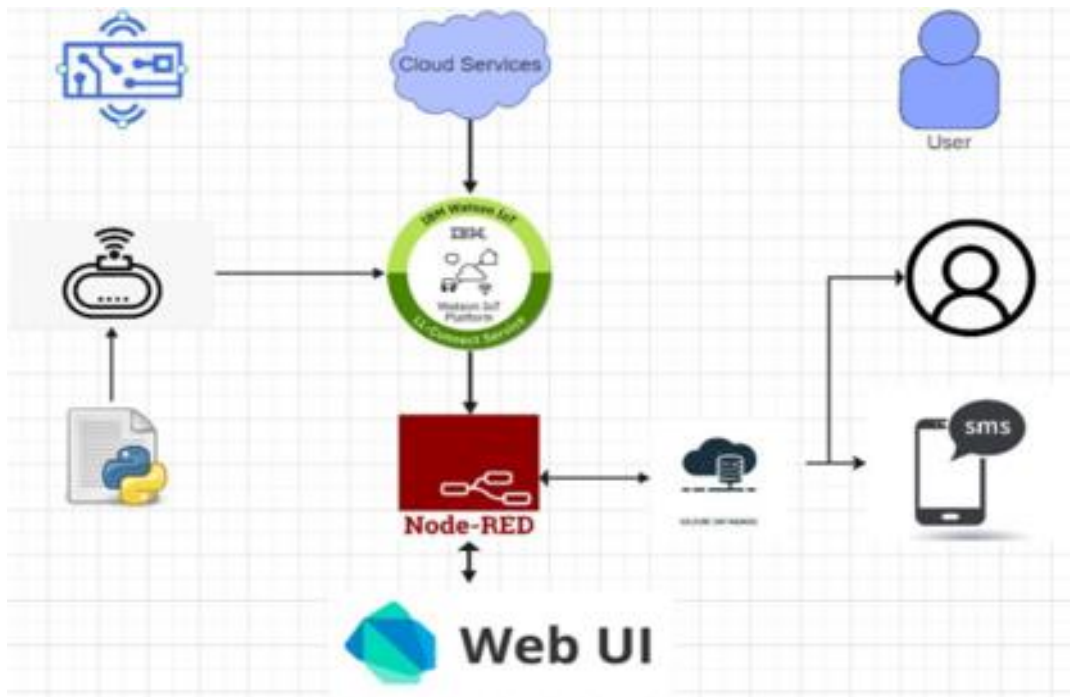 Cloud Services
User
IBM Watson IoT
IBM
Watson IoT
Platform
sms
Node-RED
Web UI